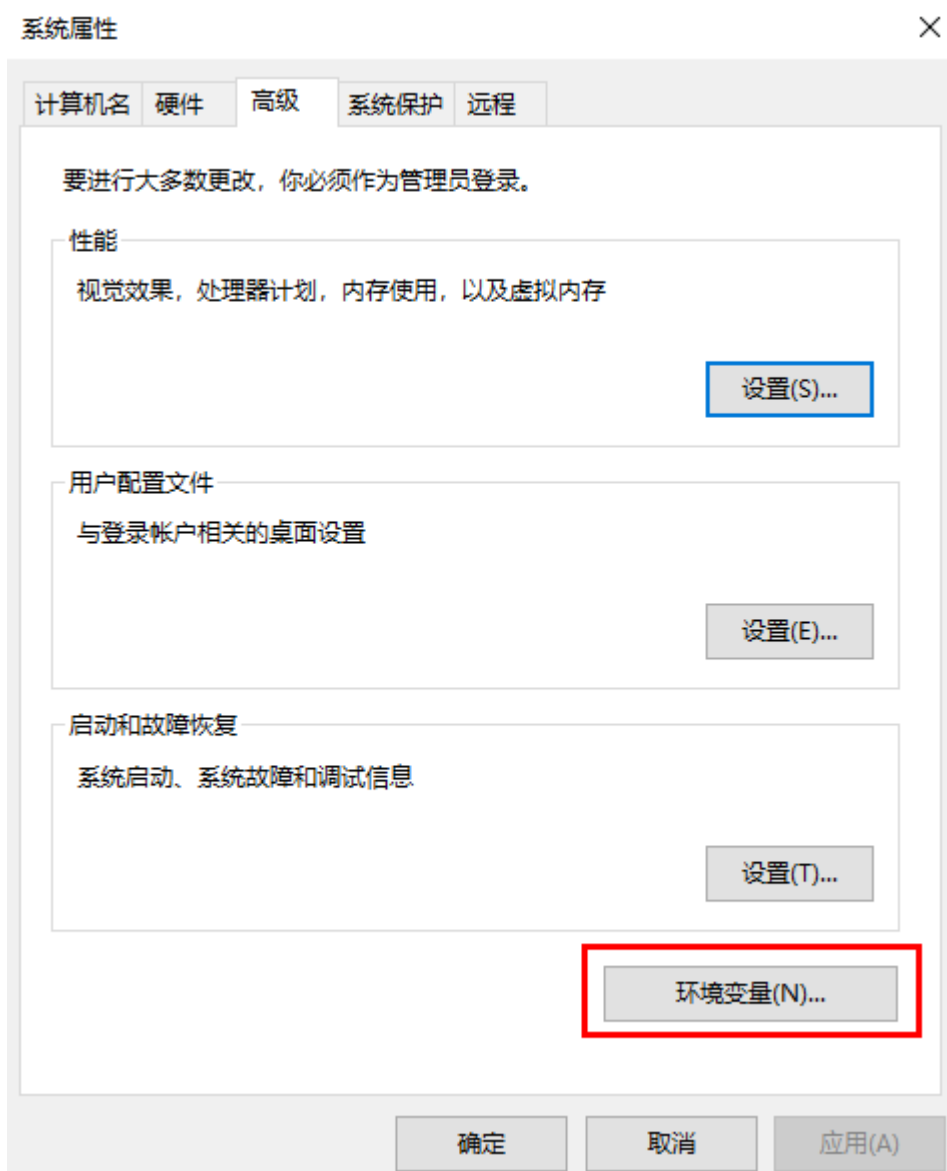 系统属性
计算机名 硬件 高级 系统保护 远程
要进行大多数更改，你必须作为管理员登录。
性能
视觉效果，处理器计划，内存使用，以及虚拟内存
设置(S)...
用户配置文件
与登录帐户相关的桌面设置
设置(E)...
启动和故障恢复
系统启动、系统故障和调试信息
设置(T)...
环境变量(N)...
确定 取消 应用(A)